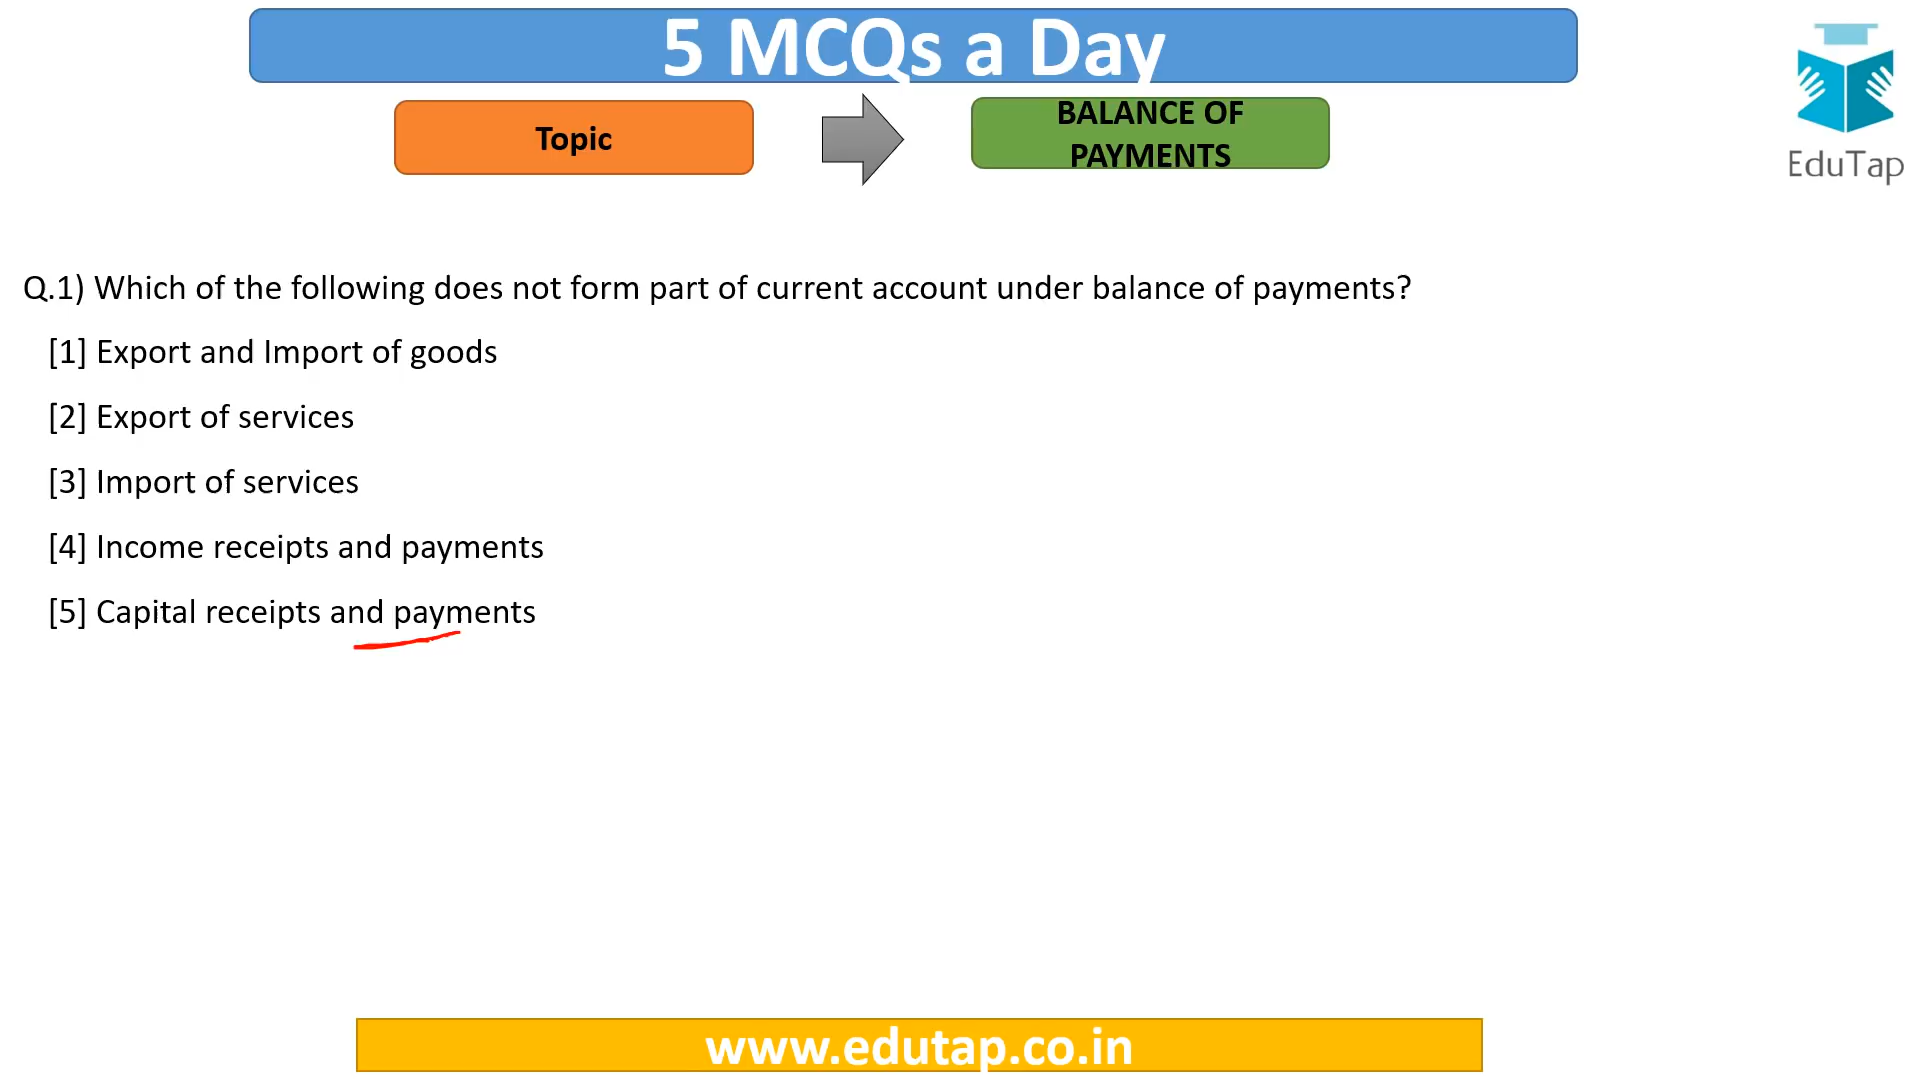 5 MCQs a Day
Topic
BALANCE OF
PAYMENTS
EduTap
Q.1) Which of the following does not form part of current account under balance of payments?
[1] Export and Import of goods
[2] Export of services
[3] Import of services
[4] Income receipts and payments
[5] Capital receipts and payments
www.edutap.co.in